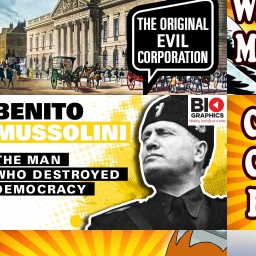 THE ORIGINAL
EVIL
CORPORATION
W
M
BENITO
MUSSOLINI
BIO
GRAPHICS
THE MAN
WHO DESTROYED
DEMOCRACY